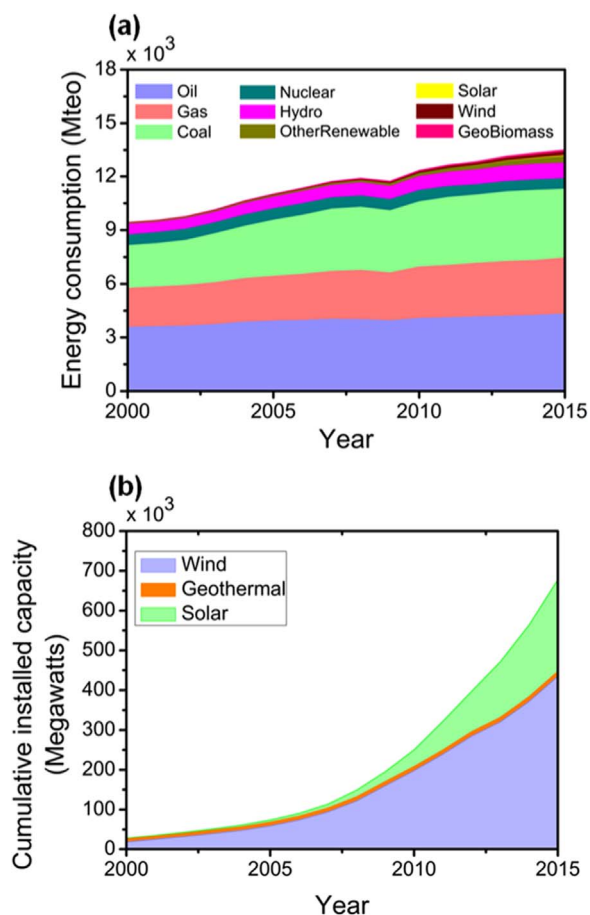 (a)
x 10³
18
15
12
9
6
3
0
Energy consumption (Mteo)
Oil
Gas
Coal
Nuclear
Hydro
OtherRenewable
Solar
Wind
GeoBiomass
2000
2005
2010
2015
Year
(b)
x 10³
800
700
600
500
400
300
200
100
0
Cumulative installed capacity
(Megawatts)
Wind
Geothermal
Solar
2000
2005
2010
2015
Year